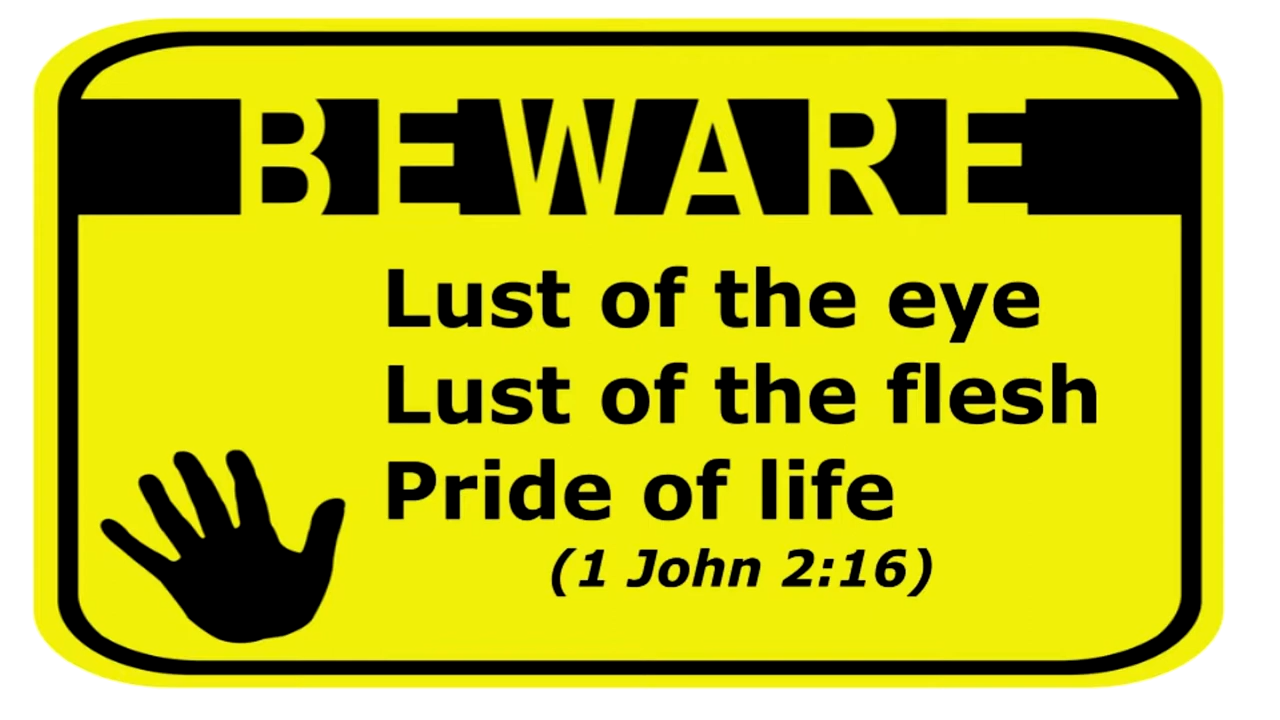 BEWARE
Lust of the eye
Lust of the flesh
Pride of life
(1 John 2:16)